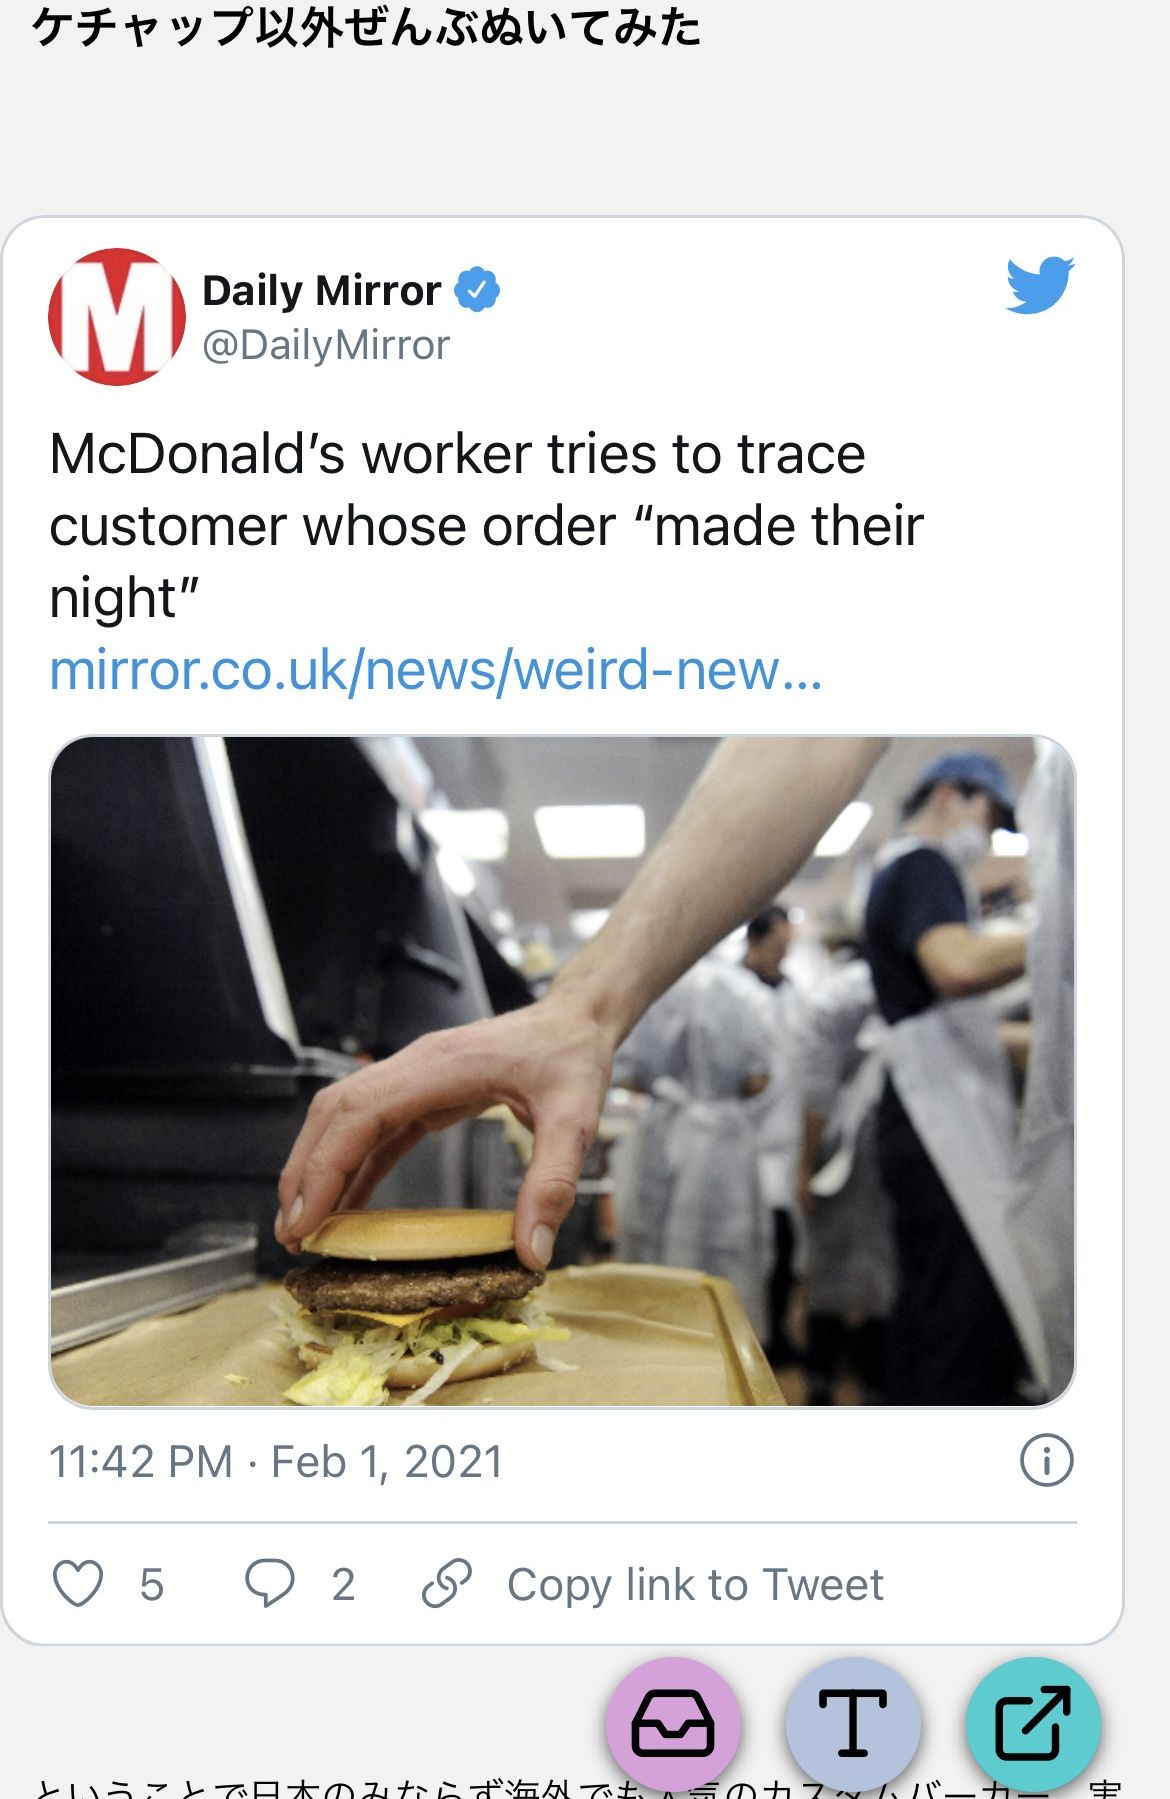 ケチャップ以外ぜんぶぬいてみた
M
Daily Mirror
@DailyMirror
McDonald’s worker tries to trace
customer whose order “made their
night”
mirror.co.uk/news/weird-new...
11:42 PM · Feb 1, 2021
5 2 Copy link to Tweet
T
ということで日本のみならず海外でも人気のカスタムバーガー。実